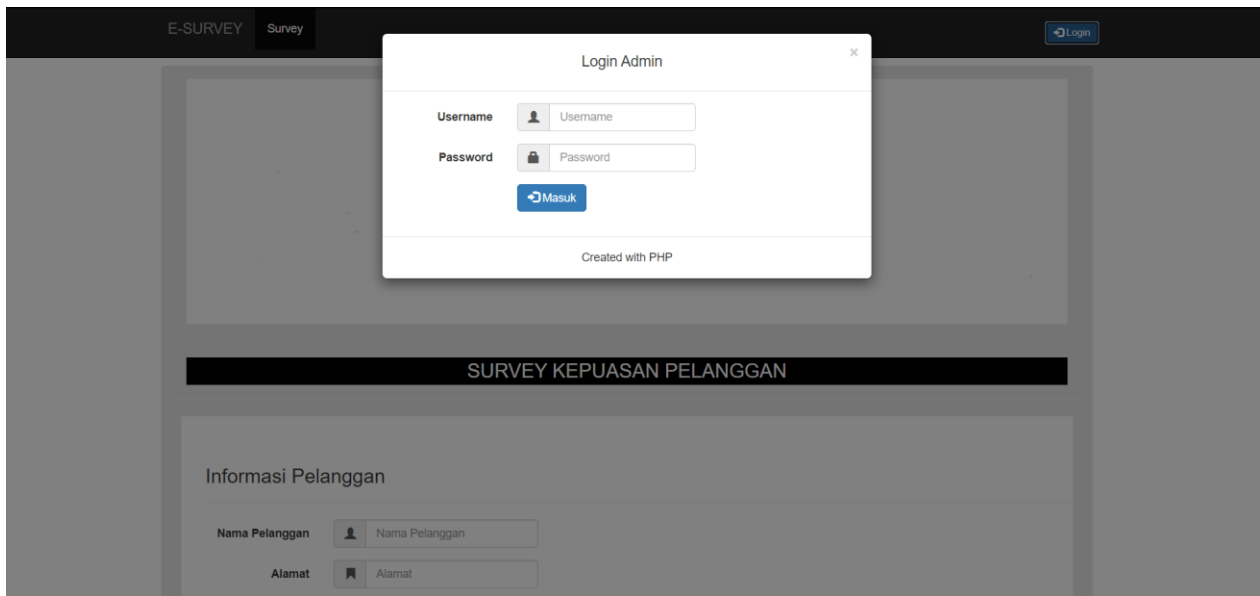 E-SURVEY Survey Login
Login Admin ×
Username Username
Password Password
Masuk
Created with PHP
SURVEY KEPUASAN PELANGGAN
Informasi Pelanggan
Nama Pelanggan Nama Pelanggan
Alamat Alamat